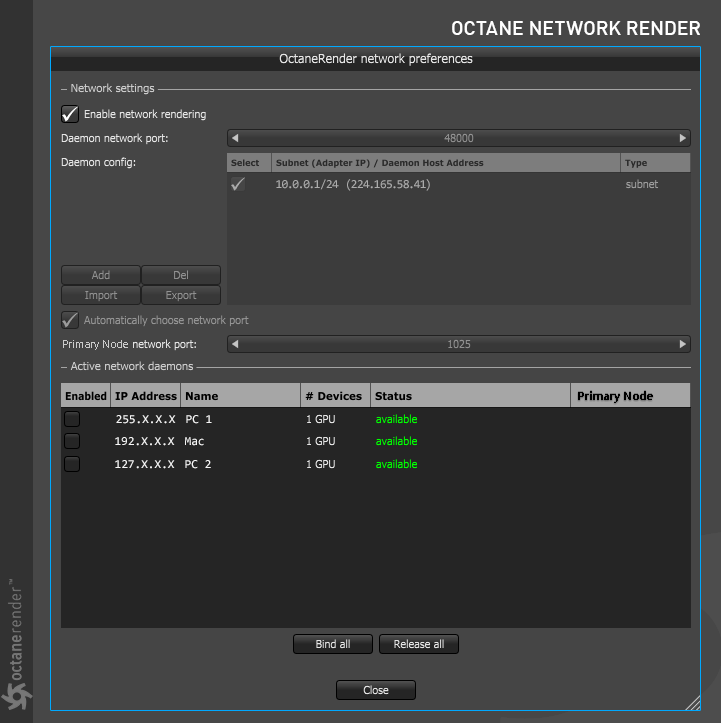 OCTANE NETWORK RENDER
OctaneRender network preferences
Network settings
Enable network rendering
Daemon network port: 48000
Daemon config: Select Subnet (Adapter IP) / Daemon Host Address Type
10.0.0.1/24 (224.165.58.41) subnet
Add Del
Import Export
Automatically choose network port
Primary Node network port: 1025
Active network daemons
Enabled IP Address Name # Devices Status Primary Node
255.X.X.X PC 1 1 GPU available
192.X.X.X Mac 1 GPU available
127.X.X.X PC 2 1 GPU available
Bind all Release all
Close
octanerender™